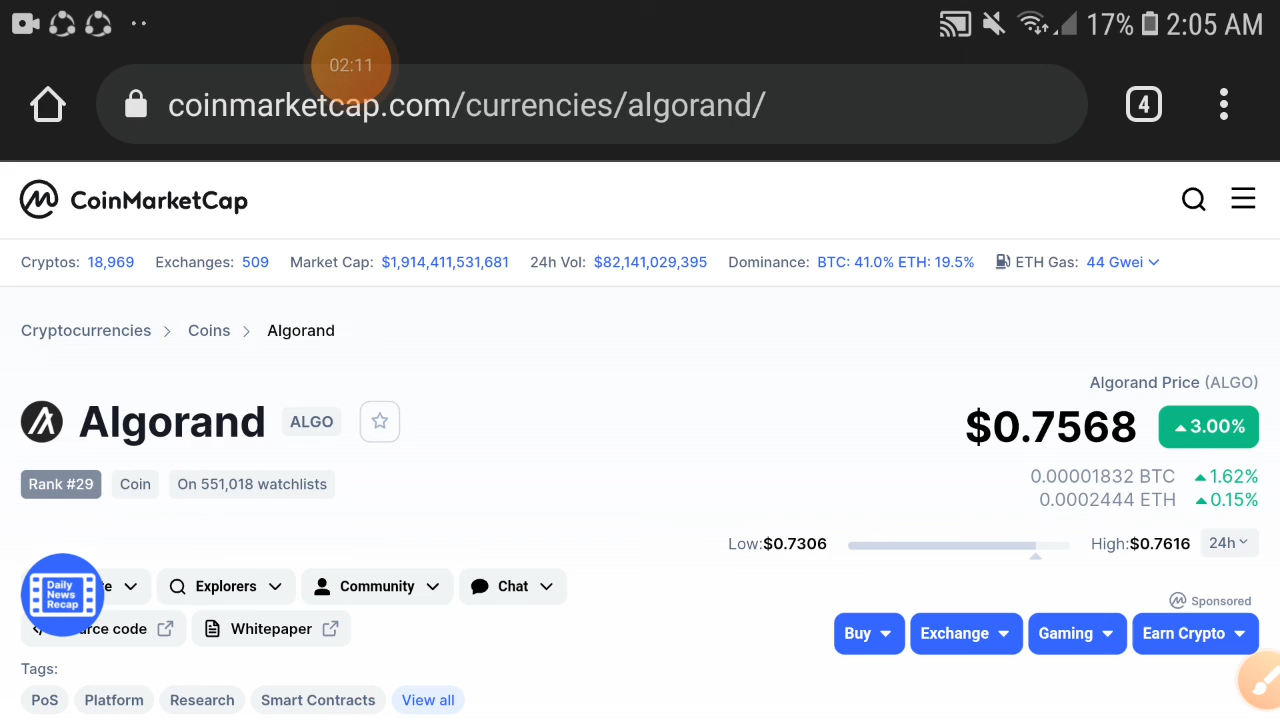 17% 2:05 AM
02:11
coinmarketcap.com/currencies/algorand/
4
CoinMarketCap
Cryptos: 18,969 Exchanges: 509 Market Cap: $1,914,411,531,681 24h Vol: $82,141,029,395 Dominance: BTC: 41.0% ETH: 19.5% ETH Gas: 44 Gwei
Cryptocurrencies > Coins > Algorand
Algorand Price (ALGO)
Algorand ALGO $0.7568 3.00%
Rank #29 Coin On 551,018 watchlists
0.00001832 BTC 1.62%
0.0002444 ETH 0.15%
Low:$0.7306 High:$0.7616 24h
Explorers Community Chat
Daily
News
Recap
Sponsored
Whitepaper
code
Buy Exchange Gaming Earn Crypto
Tags:
PoS Platform Research Smart Contracts View all